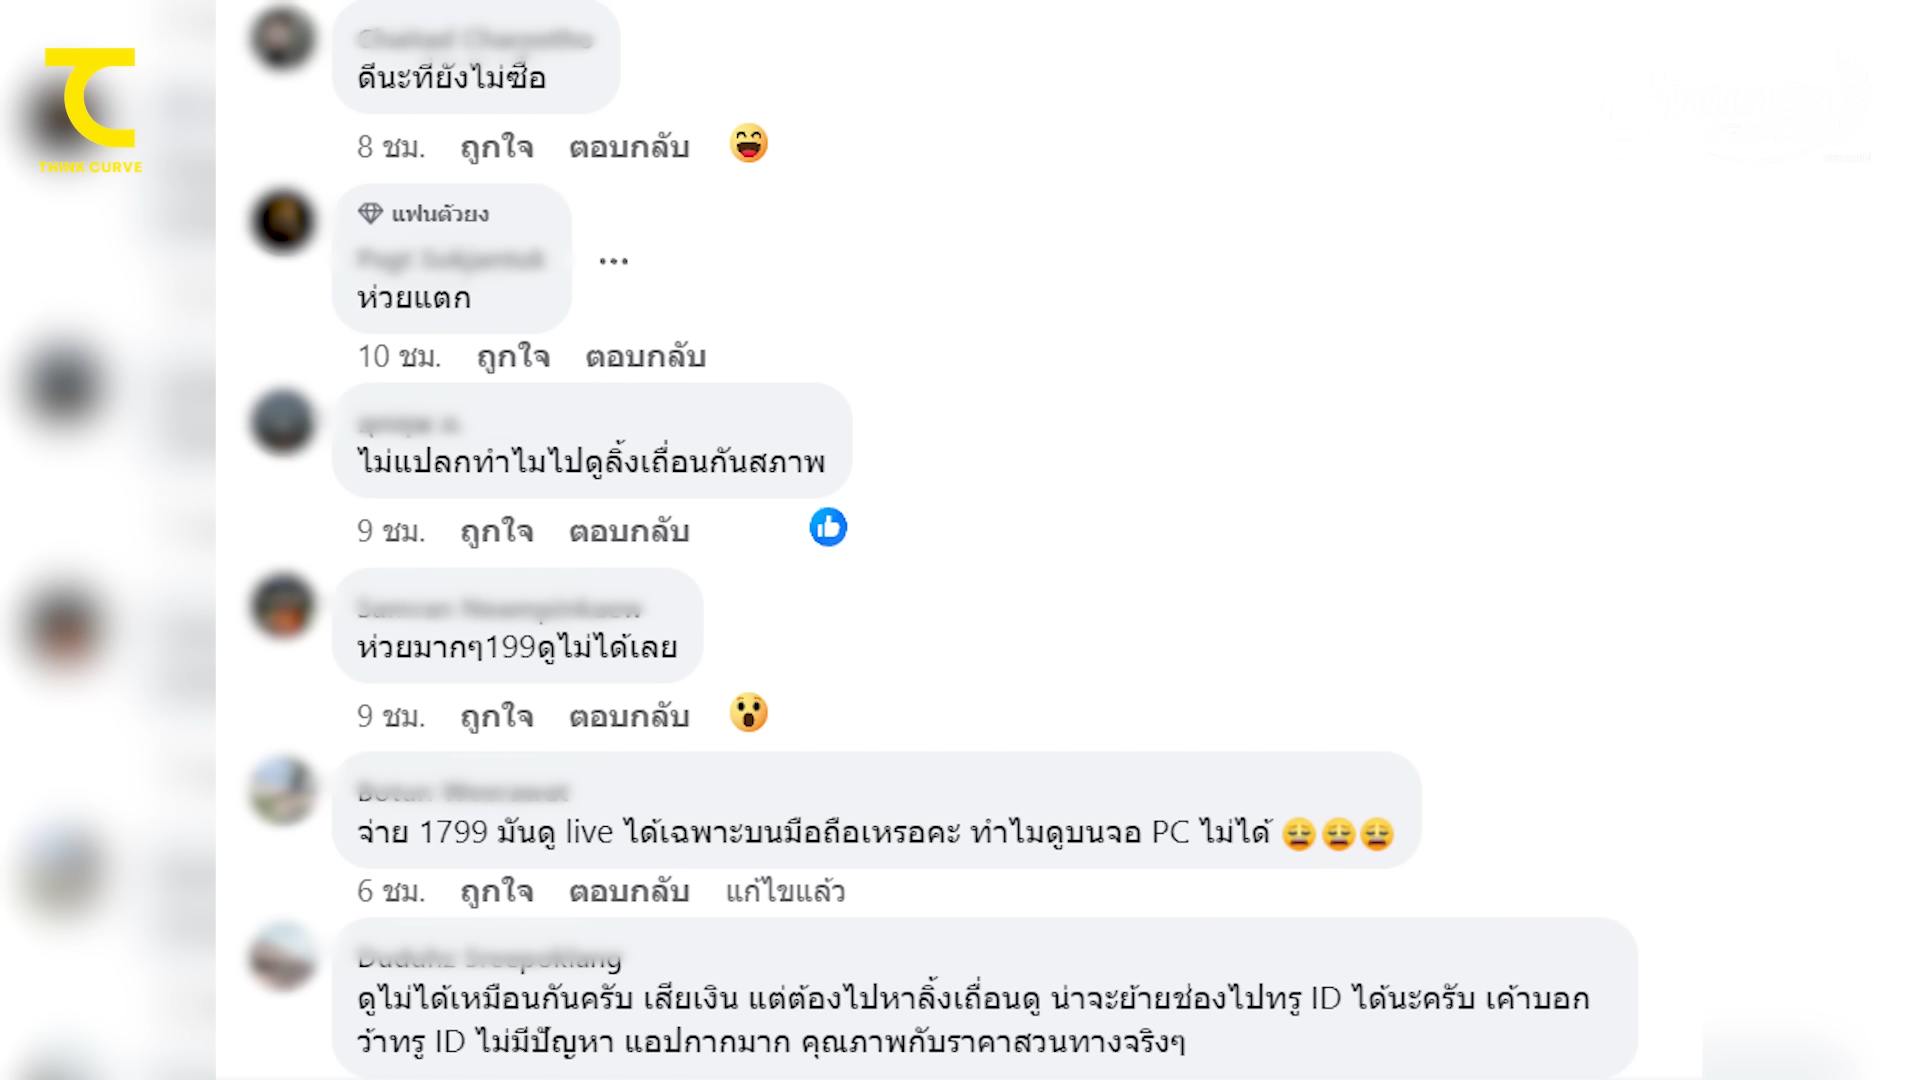 THINK CURVE
ดีนะที่ยังไม่ซื้อ
8 ชม. ถูกใจ ตอบกลับ
แฟนตัวยง
ห่วยแตก
10 ชม. ถูกใจ ตอบกลับ
ไม่แปลกทำไมไปดูลิ้งเถื่อนกันสภาพ
9 ชม. ถูกใจ ตอบกลับ
ห่วยมากๆ199ดูไม่ได้เลย
9 ชม. ถูกใจ ตอบกลับ
จ่าย 1799 มันดู live ได้เฉพาะบนมือถือเหรอคะ ทำไมดูบนจอ PC ไม่ได้ 😩😩😩
6 ชม. ถูกใจ ตอบกลับ แก้ไขแล้ว
ดูไม่ได้เหมือนกันครับ เสียเงิน แต่ต้องไปหาลิ้งเถื่อนดู น่าจะย้ายช่องไปทรู ID ได้นะครับ เค้าบอก
ว้าทรู ID ไม่มีปัญหา แอปกากมาก คุณภาพกับราคาสวนทางจริงๆ